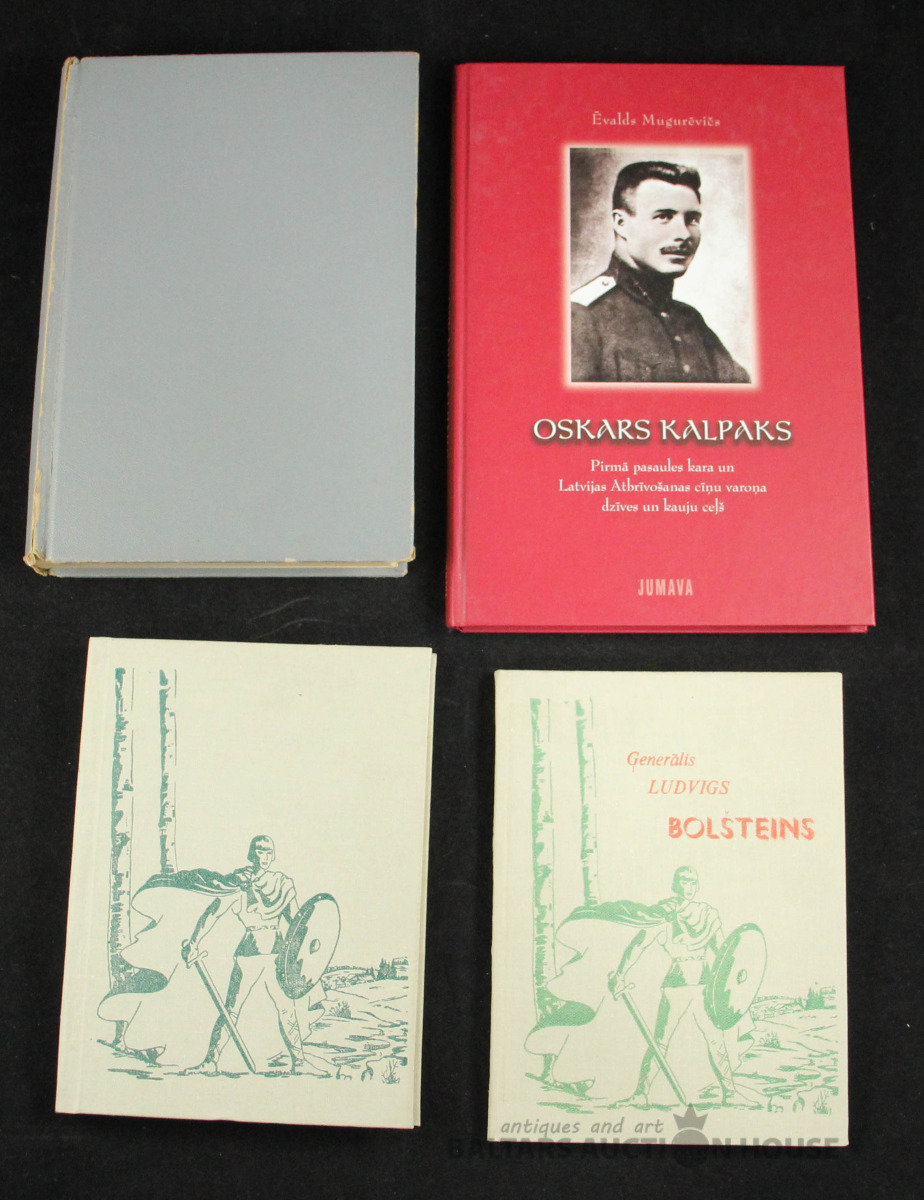 Ēvalds Mugurēvičs
OSKARS KALPAKS
Pirmā pasaules kara un
Latvijas Atbrīvošanas cīņu varoņa
dzīves un kauju ceļš
JUMAVA
Ģenerālis
LUDVIGS
BOLŠTEINS
antiques and art
BALTARS AUCTION HOUSE